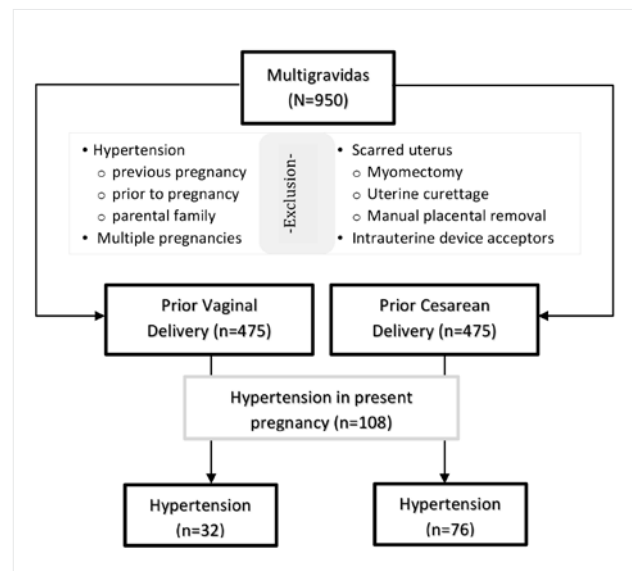 Multigravidas
(N=950)
• Hypertension
o previous pregnancy
o prior to pregnancy
o parental family
• Multiple pregnancies
-Exclusion-
• Scarred uterus
o Myomectomy
o Uterine curettage
o Manual placental removal
• Intrauterine device acceptors
Prior Vaginal
Delivery (n=475)
Prior Cesarean
Delivery (n=475)
Hypertension in present
pregnancy (n=108)
Hypertension
(n=32)
Hypertension
(n=76)